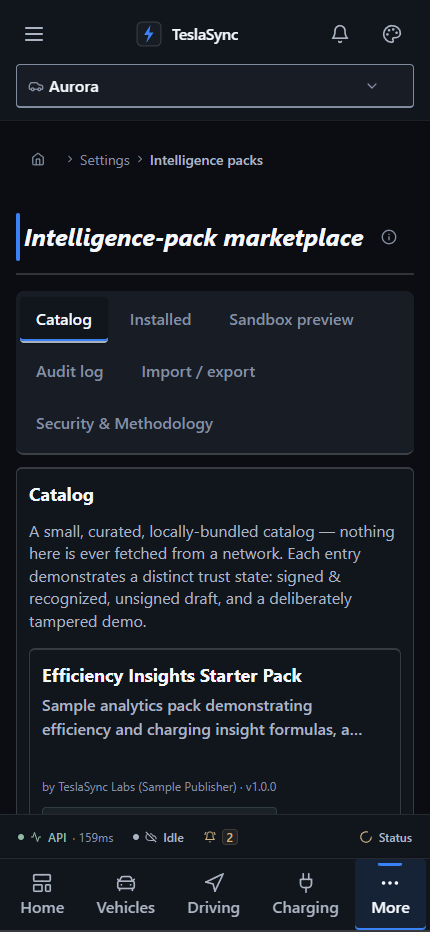 TeslaSync
Aurora
Settings Intelligence packs
Intelligence-pack marketplace
Catalog Installed Sandbox preview
Audit log Import / export
Security & Methodology
Catalog
A small, curated, locally-bundled catalog — nothing
here is ever fetched from a network. Each entry
demonstrates a distinct trust state: signed &
recognized, unsigned draft, and a deliberately
tampered demo.
Efficiency Insights Starter Pack
Sample analytics pack demonstrating
efficiency and charging insight formulas, a...
by TeslaSync Labs (Sample Publisher) · v1.0.0
API · 159ms Idle 2 Status
Home Vehicles Driving Charging More